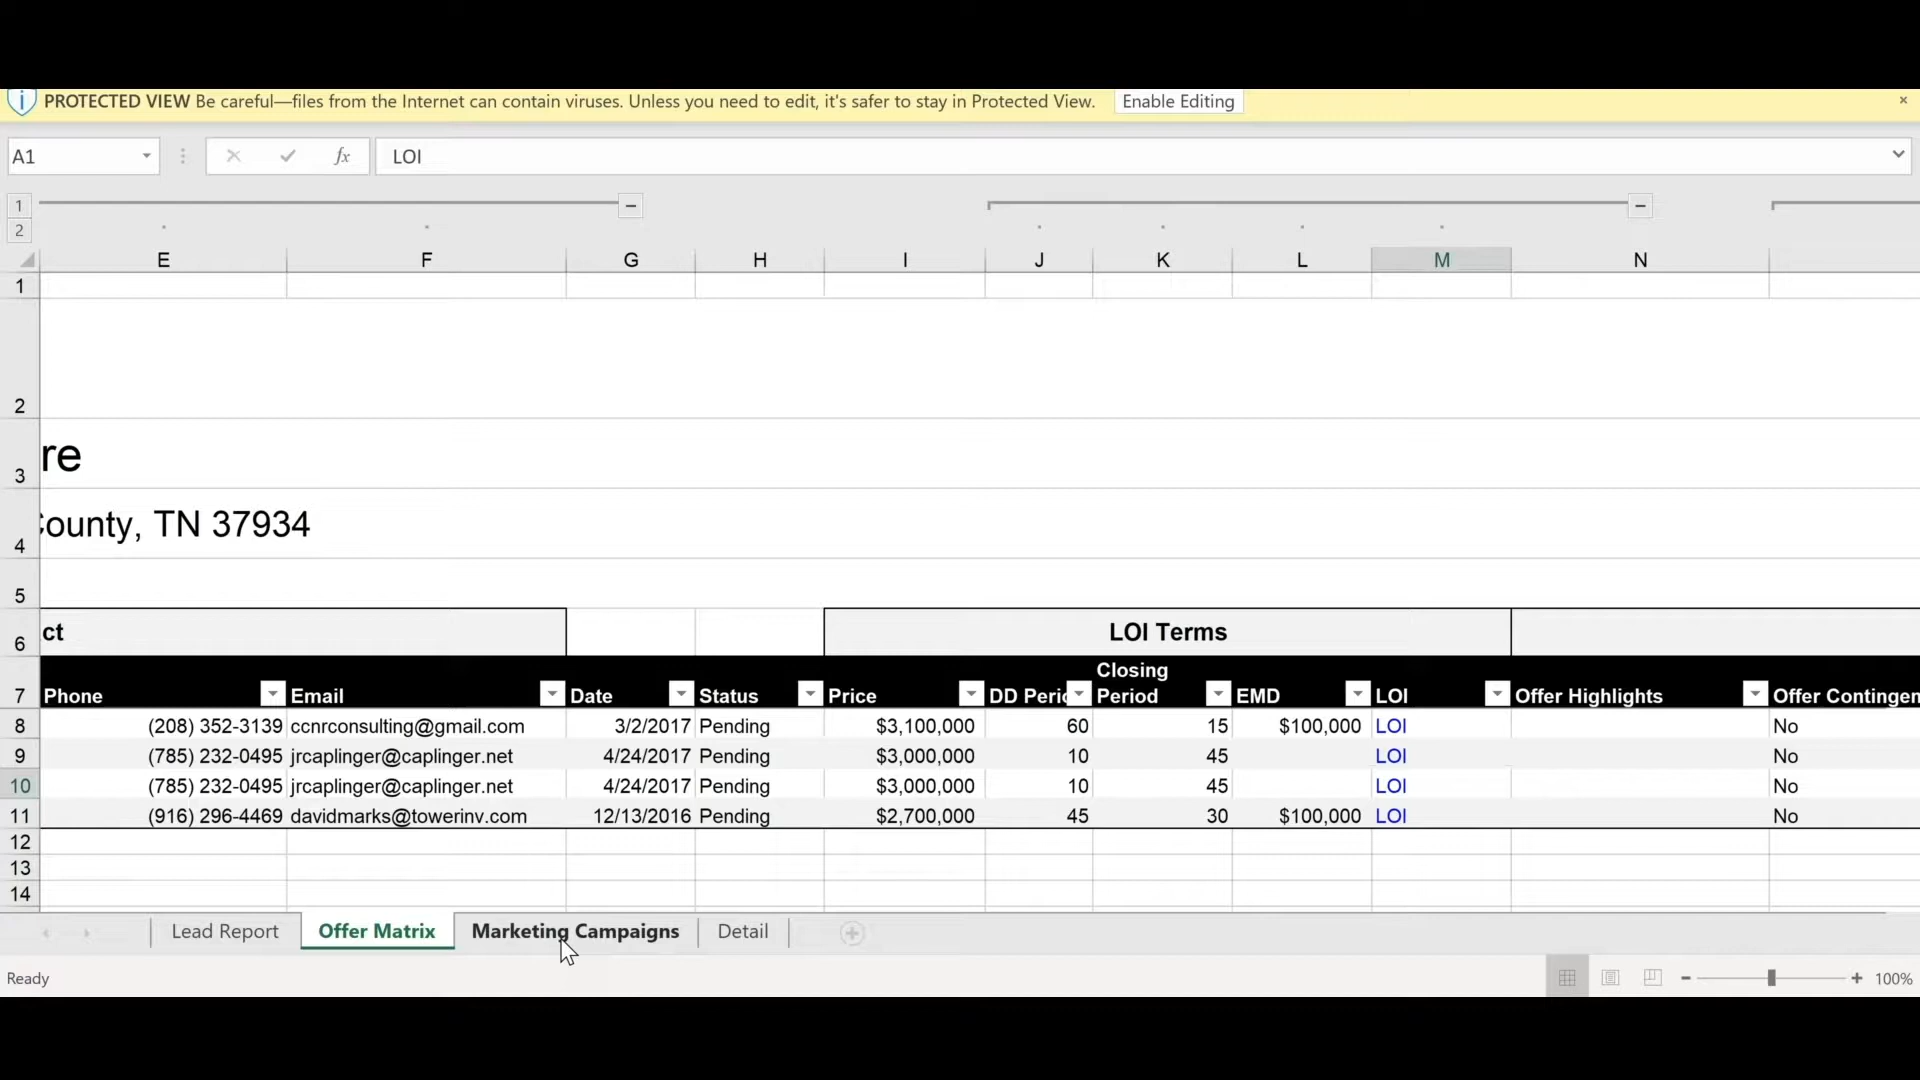 PROTECTED VIEW Be careful—files from the Internet can contain viruses. Unless you need to edit, it's safer to stay in Protected View. Enable Editing
A1 fx LOI
1
2
E F G H I J K L M N
1
2
3 re
4 County, TN 37934
5
6 ct LOI Terms
7 Phone Email Date Status Price DD Peri Closing Period EMD LOI Offer Highlights Offer Contingen
8 (208) 352-3139 ccnrconsulting@gmail.com 3/2/2017 Pending $3,100,000 60 15 $100,000 LOI No
9 (785) 232-0495 jrcaplinger@caplinger.net 4/24/2017 Pending $3,000,000 10 45 LOI No
10 (785) 232-0495 jrcaplinger@caplinger.net 4/24/2017 Pending $3,000,000 10 45 LOI No
11 (916) 296-4469 davidmarks@towerinv.com 12/13/2016 Pending $2,700,000 45 30 $100,000 LOI No
12
13
14
Lead Report Offer Matrix Marketing Campaigns Detail
Ready 100%